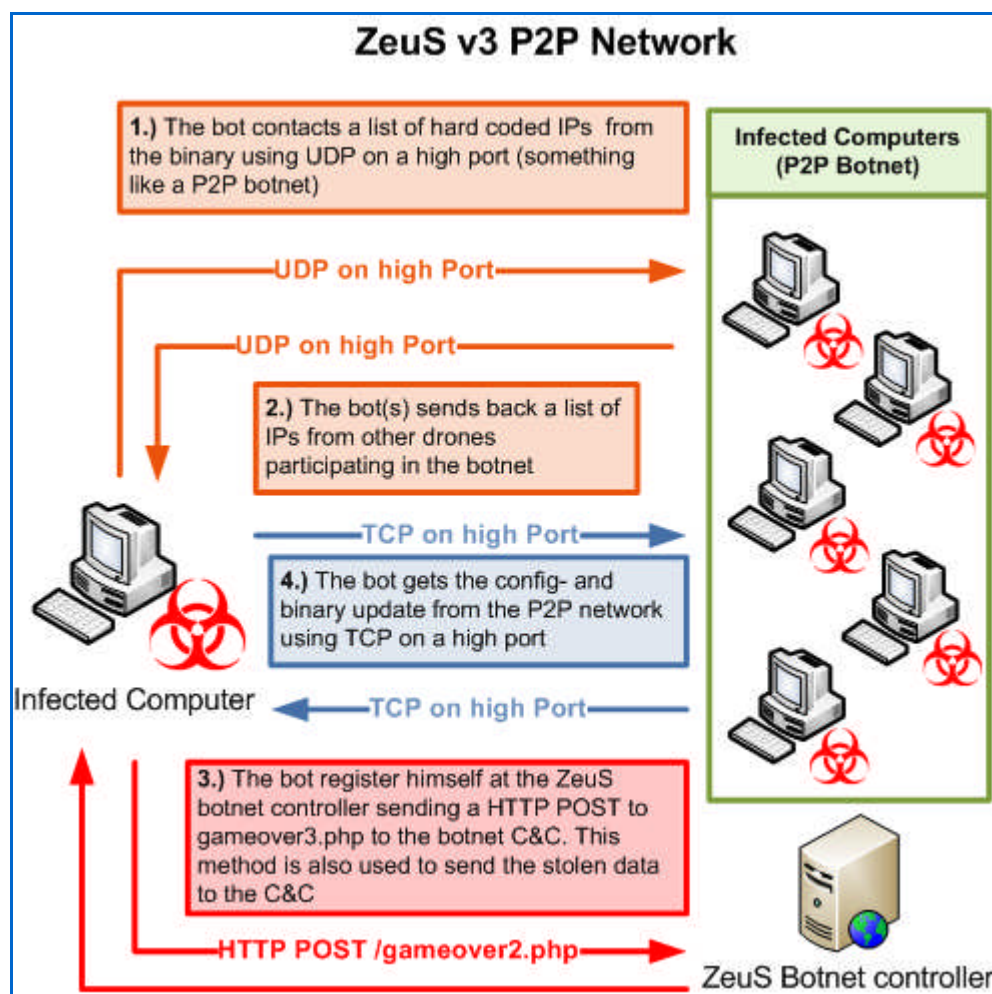 ZeuS v3 P2P Network
1.) The bot contacts a list of hard coded IPs from
the binary using UDP on a high port (something
like a P2P botnet)
Infected Computers
(P2P Botnet)
UDP on high Port
UDP on high Port
2.) The bot(s) sends back a list of
IPs from other drones
participating in the botnet
TCP on high Port
4.) The bot gets the config- and
binary update from the P2P network
using TCP on a high port
Infected Computer
TCP on high Port
3.) The bot register himself at the ZeuS
botnet controller sending a HTTP POST to
gameover3.php to the botnet C&C. This
method is also used to send the stolen data
to the C&C
HTTP POST /gameover2.php
ZeuS Botnet controller